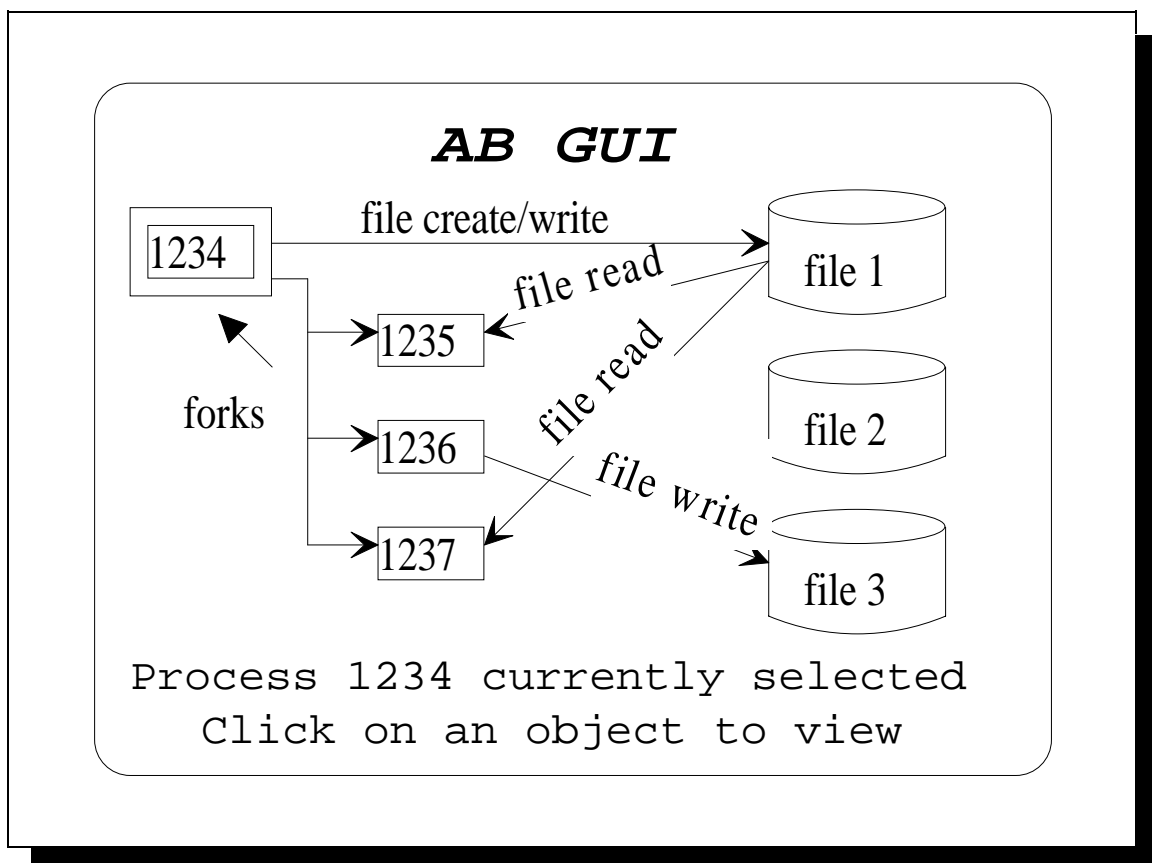 AB GUI
file create/write
1234
file read
file 1
1235
file read
forks
1236
file 2
file write
1237
file 3
Process 1234 currently selected
Click on an object to view